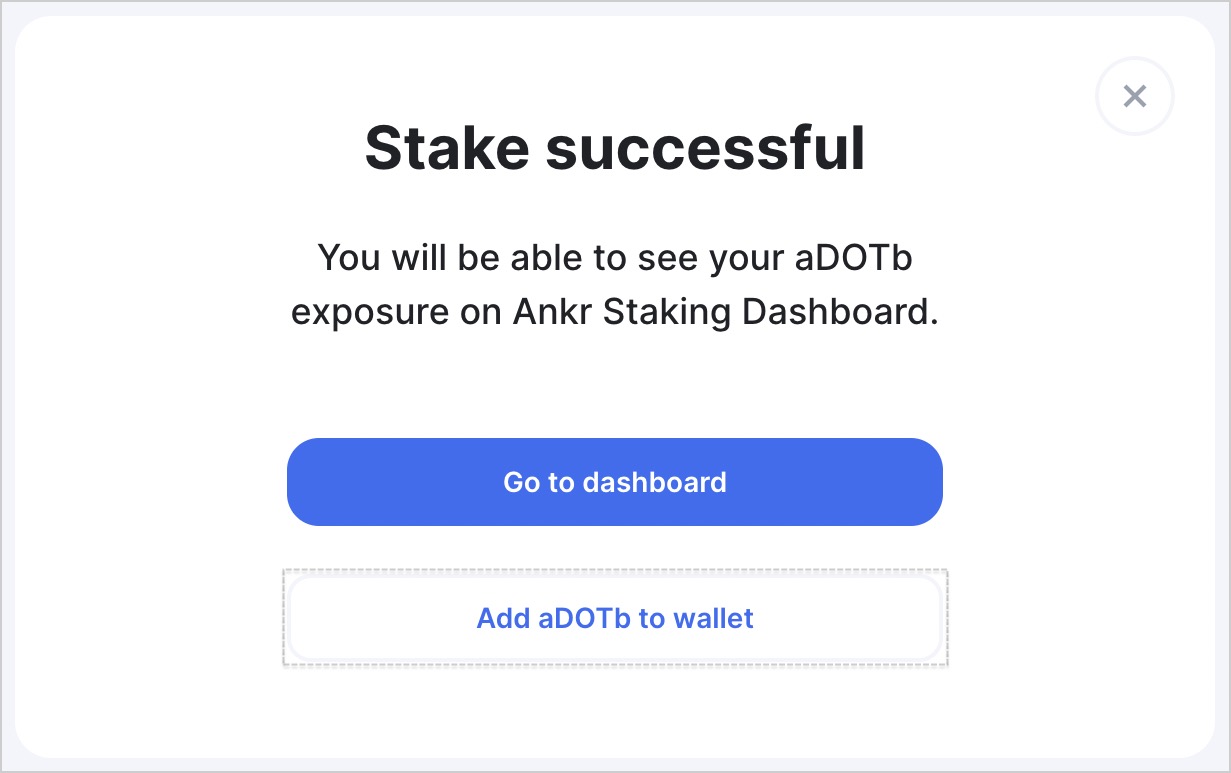 Stake successful
You will be able to see your aDOTb
exposure on Ankr Staking Dashboard.
Go to dashboard
Add aDOTb to wallet